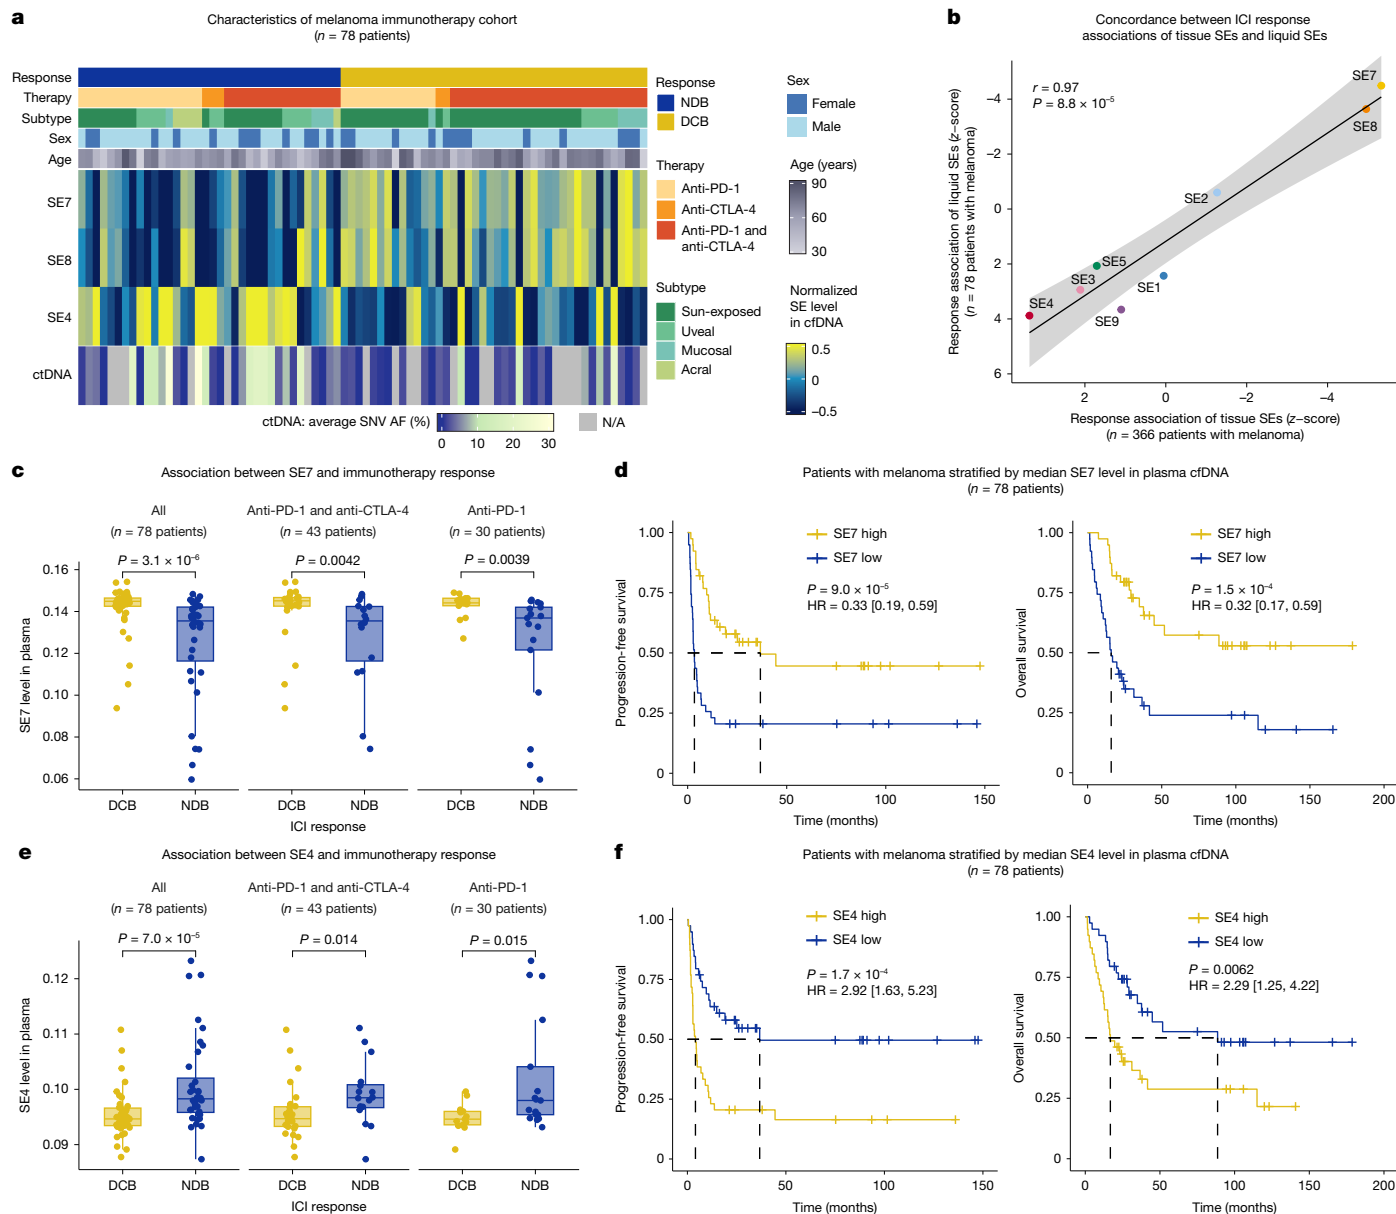 a
Characteristics of melanoma immunotherapy cohort
(n = 78 patients)
Response
Therapy
Subtype
Sex
Age
SE7
SE8
SE4
ctDNA
Response
NDB
DCB
Therapy
Anti-PD-1
Anti-CTLA-4
Anti-PD-1 and
anti-CTLA-4
Subtype
Sun-exposed
Uveal
Mucosal
Acral
Sex
Female
Male
Age (years)
90
60
30
Normalized
SE level
in cfDNA
0.5
0
−0.5
ctDNA: average SNV AF (%)
0
10
20
30
N/A
b
Concordance between ICI response
associations of tissue SEs and liquid SEs
r = 0.97
P = 8.8 × 10⁻⁵
SE7
SE8
SE2
SE5
SE3
SE1
SE4
SE9
−4
−2
0
2
4
6
2
0
−2
−4
Response association of liquid SEs (z-score)
(n = 78 patients with melanoma)
Response association of tissue SEs (z-score)
(n = 366 patients with melanoma)
c
Association between SE7 and immunotherapy response
All
(n = 78 patients)
Anti-PD-1 and anti-CTLA-4
(n = 43 patients)
Anti-PD-1
(n = 30 patients)
P = 3.1 × 10⁻⁶
P = 0.0042
P = 0.0039
SE7 level in plasma
0.16
0.14
0.12
0.10
0.08
0.06
DCB
NDB
DCB
NDB
DCB
NDB
ICI response
d
Patients with melanoma stratified by median SE7 level in plasma cfDNA
(n = 78 patients)
Progression-free survival
1.00
0.75
0.50
0.25
0
SE7 high
SE7 low
P = 9.0 × 10⁻⁵
HR = 0.33 [0.19, 0.59]
0
50
100
150
Time (months)
Overall survival
1.00
0.75
0.50
0.25
0
SE7 high
SE7 low
P = 1.5 × 10⁻⁴
HR = 0.32 [0.17, 0.59]
0
50
100
150
200
Time (months)
e
Association between SE4 and immunotherapy response
All
(n = 78 patients)
Anti-PD-1 and anti-CTLA-4
(n = 43 patients)
Anti-PD-1
(n = 30 patients)
P = 7.0 × 10⁻⁵
P = 0.014
P = 0.015
SE4 level in plasma
0.12
0.11
0.10
0.09
DCB
NDB
DCB
NDB
DCB
NDB
ICI response
f
Patients with melanoma stratified by median SE4 level in plasma cfDNA
(n = 78 patients)
Progression-free survival
1.00
0.75
0.50
0.25
0
SE4 high
SE4 low
P = 1.7 × 10⁻⁴
HR = 2.92 [1.63, 5.23]
0
50
100
150
Time (months)
Overall survival
1.00
0.75
0.50
0.25
0
SE4 high
SE4 low
P = 0.0062
HR = 2.29 [1.25, 4.22]
0
50
100
150
200
Time (months)